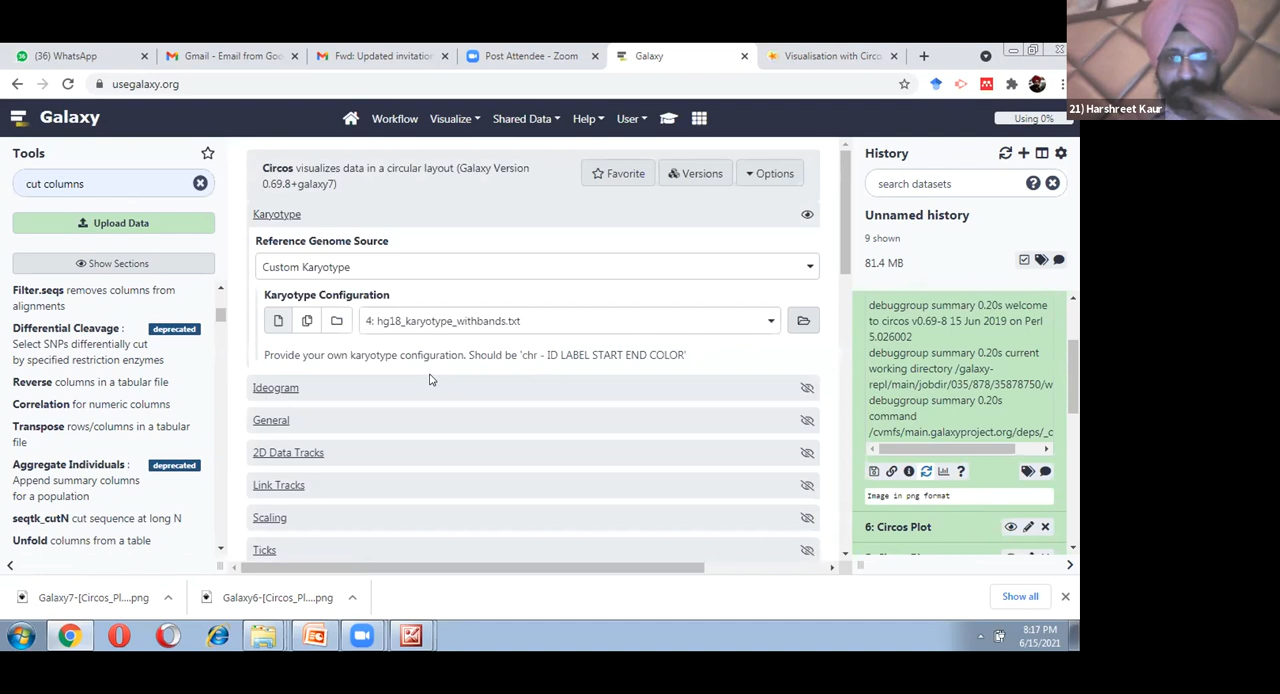 (36) WhatsApp
Gmail - Email from Goo
Fwd: Updated invitation
Post Attendee - Zoom
Galaxy
Visualisation with Circo
usegalaxy.org
21) Harshreet Kaur
Galaxy
Workflow
Visualize
Shared Data
Help
User
Using 0%
Tools
cut columns
Upload Data
Show Sections
Filter.seqs removes columns from
alignments
Differential Cleavage : deprecated
Select SNPs differentially cut
by specified restriction enzymes
Reverse columns in a tabular file
Correlation for numeric columns
Transpose rows/columns in a tabular
file
Aggregate Individuals : deprecated
Append summary columns
for a population
seqtk_cutN cut sequence at long N
Unfold columns from a table
Circos visualizes data in a circular layout (Galaxy Version
0.69.8+galaxy7)
Favorite
Versions
Options
Karyotype
Reference Genome Source
Custom Karyotype
Karyotype Configuration
4: hg18_karyotype_withbands.txt
Provide your own karyotype configuration. Should be 'chr - ID LABEL START END COLOR'
Ideogram
General
2D Data Tracks
Link Tracks
Scaling
Ticks
History
search datasets
Unnamed history
9 shown
81.4 MB
debuggroup summary 0.20s welcome
to circos v0.69-8 15 Jun 2019 on Perl
5.026002
debuggroup summary 0.20s current
working directory /galaxy-
repl/main/jobdir/035/878/35878750/w
debuggroup summary 0.20s
command
/cvmfs/main.galaxyproject.org/deps/_c
Image in png format
6: Circos Plot
Galaxy7-[Circos_Pl....png
Galaxy6-[Circos_Pl....png
Show all
8:17 PM
6/15/2021